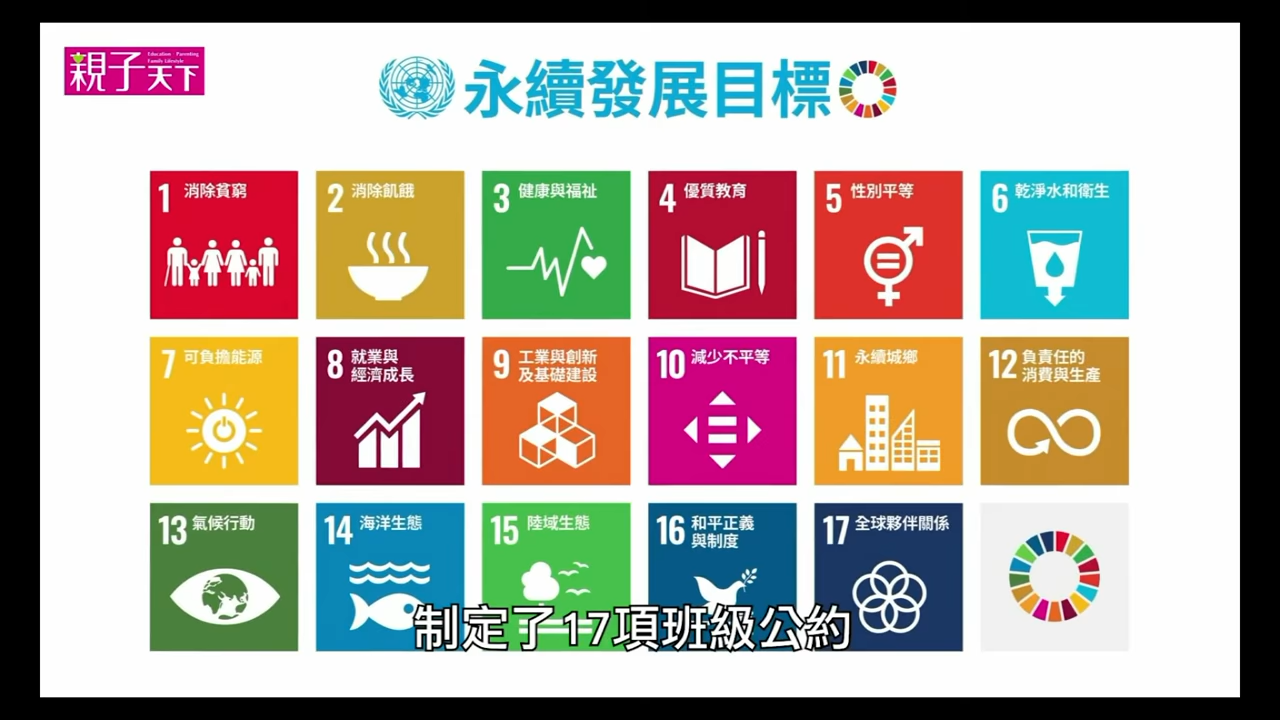 親子天下
Education Parenting
Family Lifestyle
永續發展目標
1 消除貧窮
2 消除飢餓
3 健康與福祉
4 優質教育
5 性別平等
6 乾淨水和衛生
7 可負擔能源
8 就業與
經濟成長
9 工業與創新
及基礎建設
10 減少不平等
11 永續城鄉
12 負責任的
消費與生產
13 氣候行動
14 海洋生態
15 陸域生態
16 和平正義
與制度
17 全球夥伴關係
制定了17項班級公約